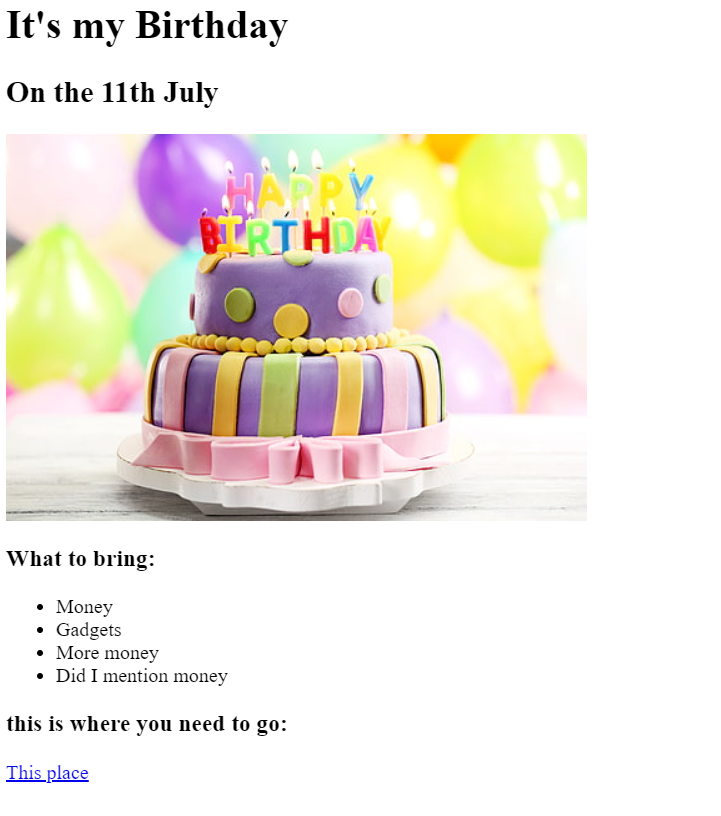 It's my Birthday
On the 11th July
HAPPY
BIRTHDAY
What to bring:
Money
Gadgets
More money
Did I mention money
this is where you need to go:
This place